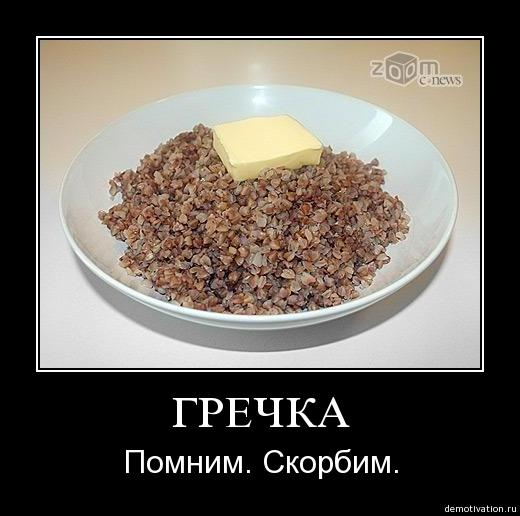 zoom
c.news
ГРЕЧКА
Помним. Скорбим.
demotivation.ru